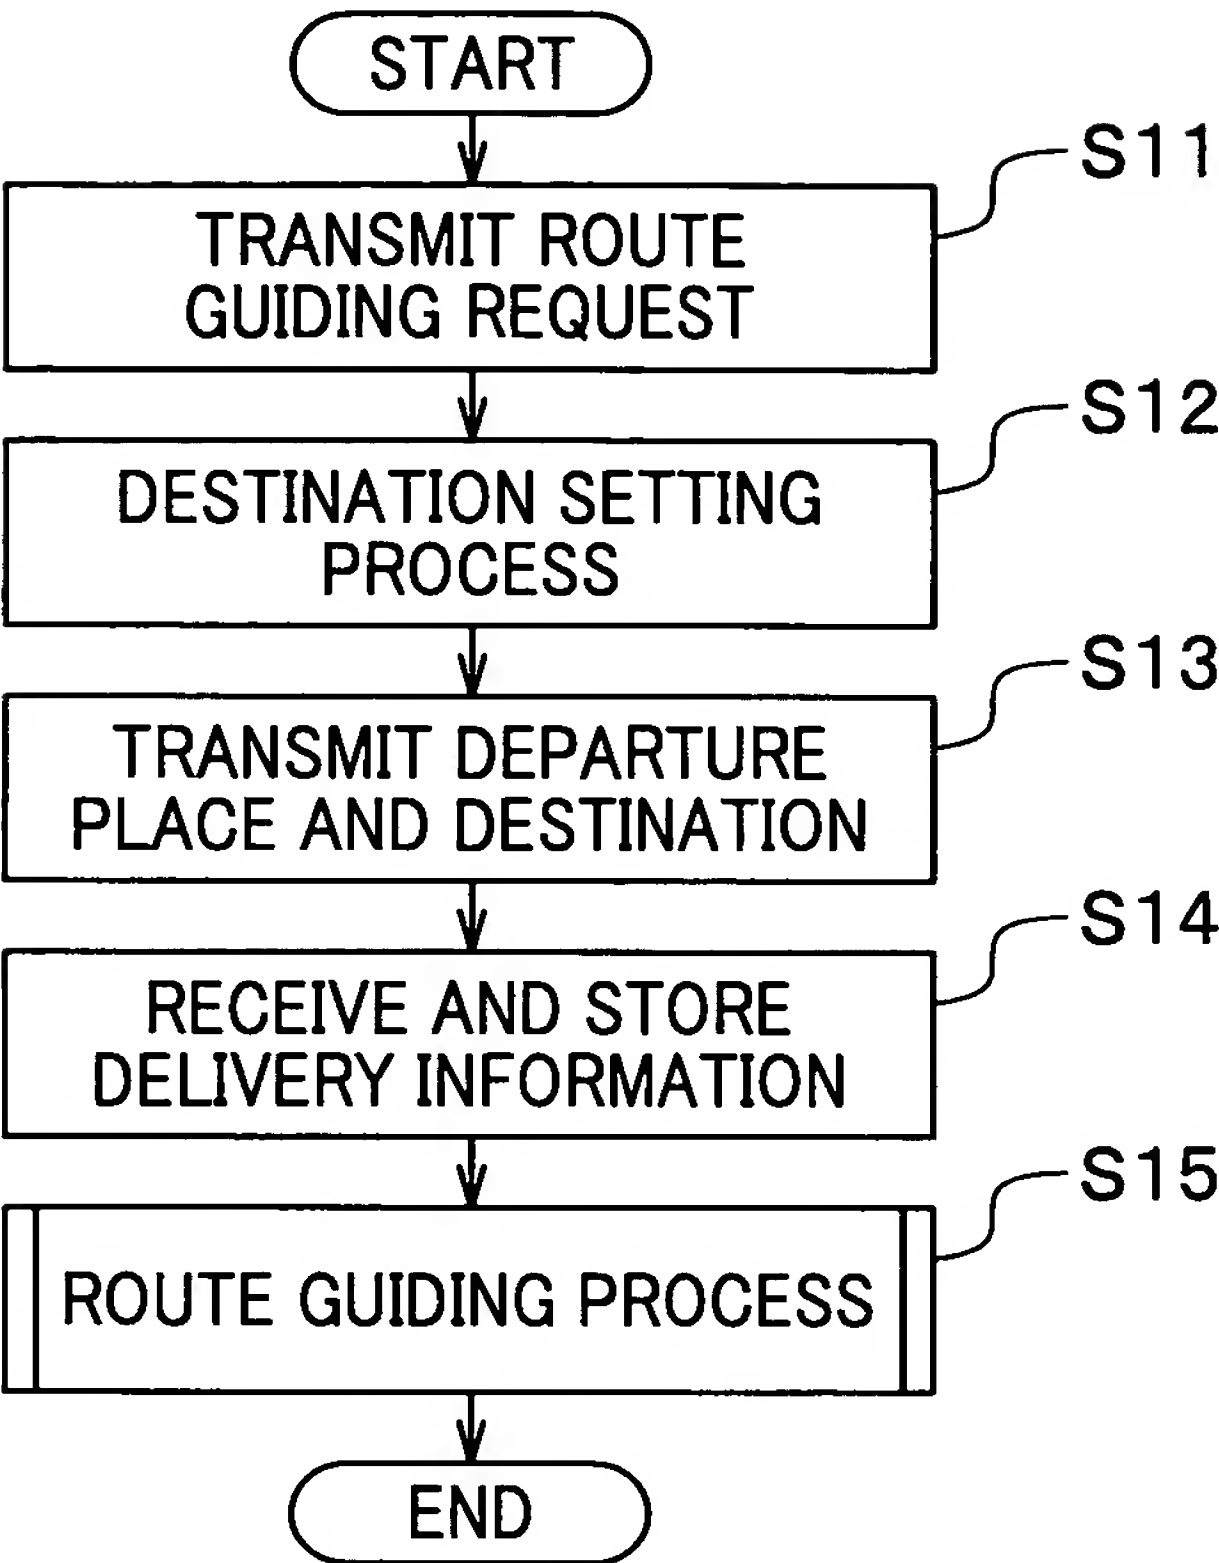 START
S11
TRANSMIT ROUTE
GUIDING REQUEST
S12
DESTINATION SETTING
PROCESS
S13
TRANSMIT DEPARTURE
PLACE AND DESTINATION
S14
RECEIVE AND STORE
DELIVERY INFORMATION
S15
ROUTE GUIDING PROCESS
END